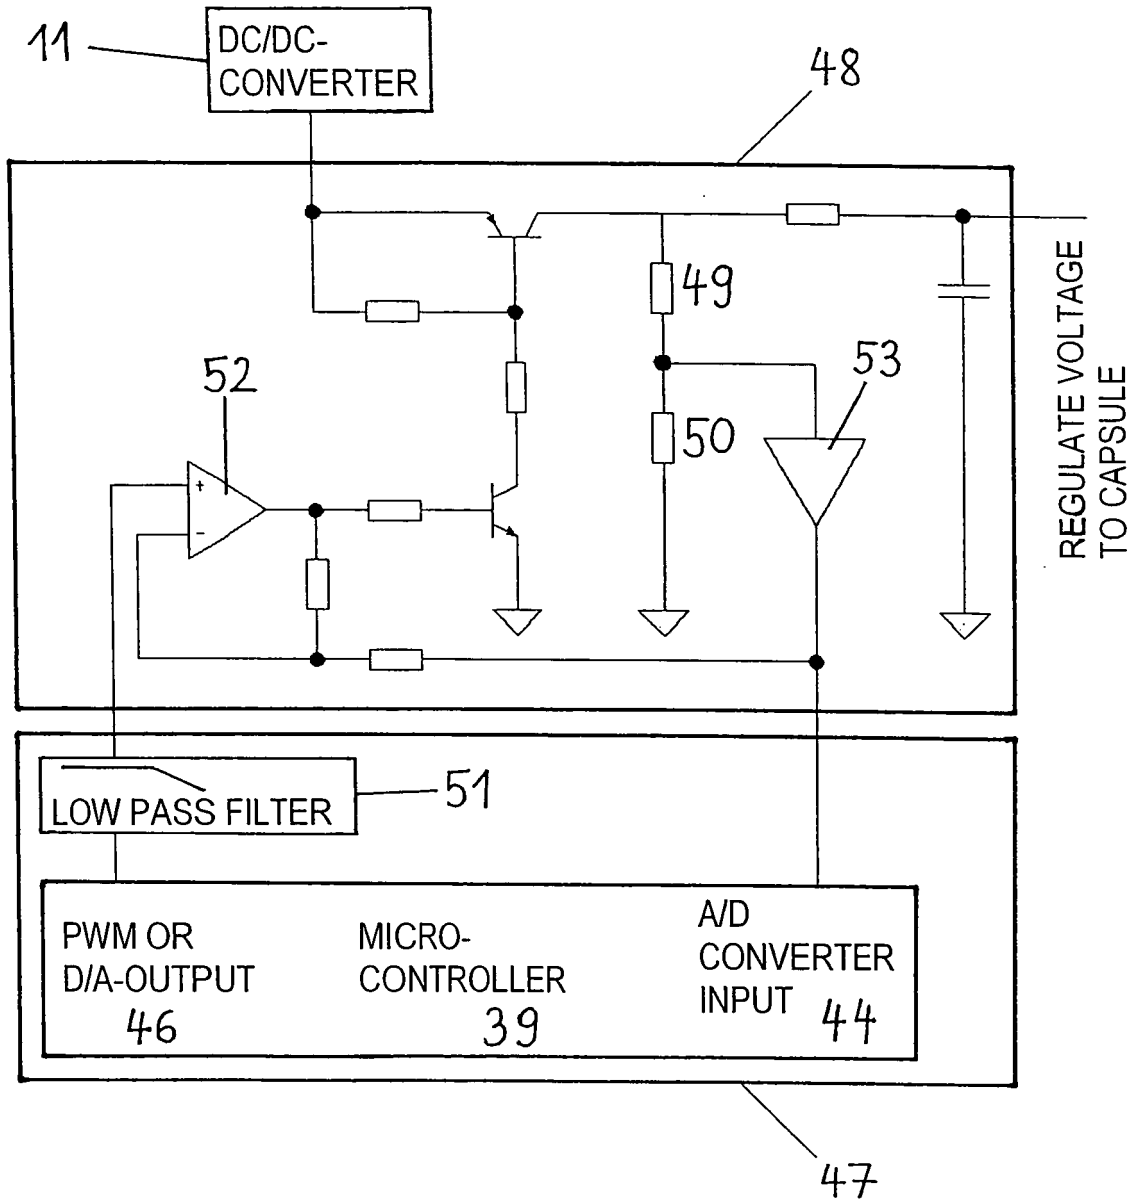 11
DC/DC-
CONVERTER
48
49
53
52
50
+
-
REGULATE VOLTAGE
TO CAPSULE
51
LOW PASS FILTER
PWM OR
D/A-OUTPUT
46
MICRO-
CONTROLLER
39
A/D
CONVERTER
INPUT 44
47